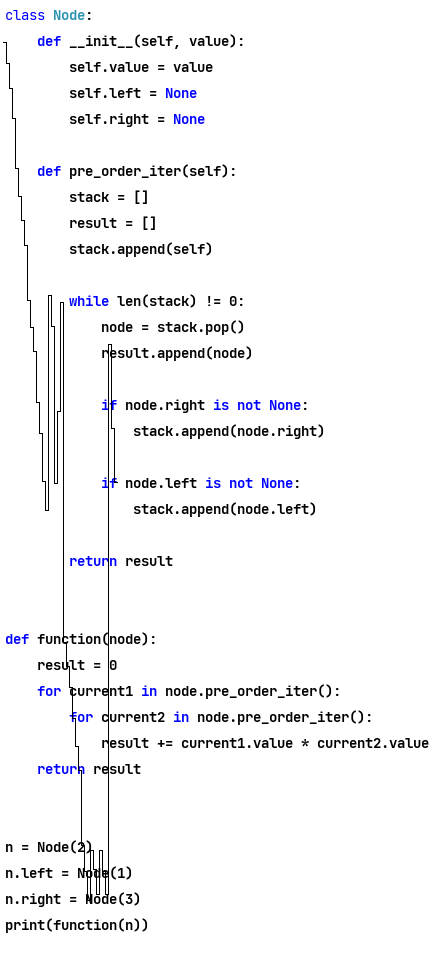 class Node:
    def __init__(self, value):
        self.value = value
        self.left = None
        self.right = None

    def pre_order_iter(self):
        stack = []
        result = []
        stack.append(self)

        while len(stack) != 0:
            node = stack.pop()
            result.append(node)

            if node.right is not None:
                stack.append(node.right)

            if node.left is not None:
                stack.append(node.left)

        return result


def function(node):
    result = 0
    for current1 in node.pre_order_iter():
        for current2 in node.pre_order_iter():
            result += current1.value * current2.value
    return result


n = Node(2)
n.left = Node(1)
n.right = Node(3)
print(function(n))